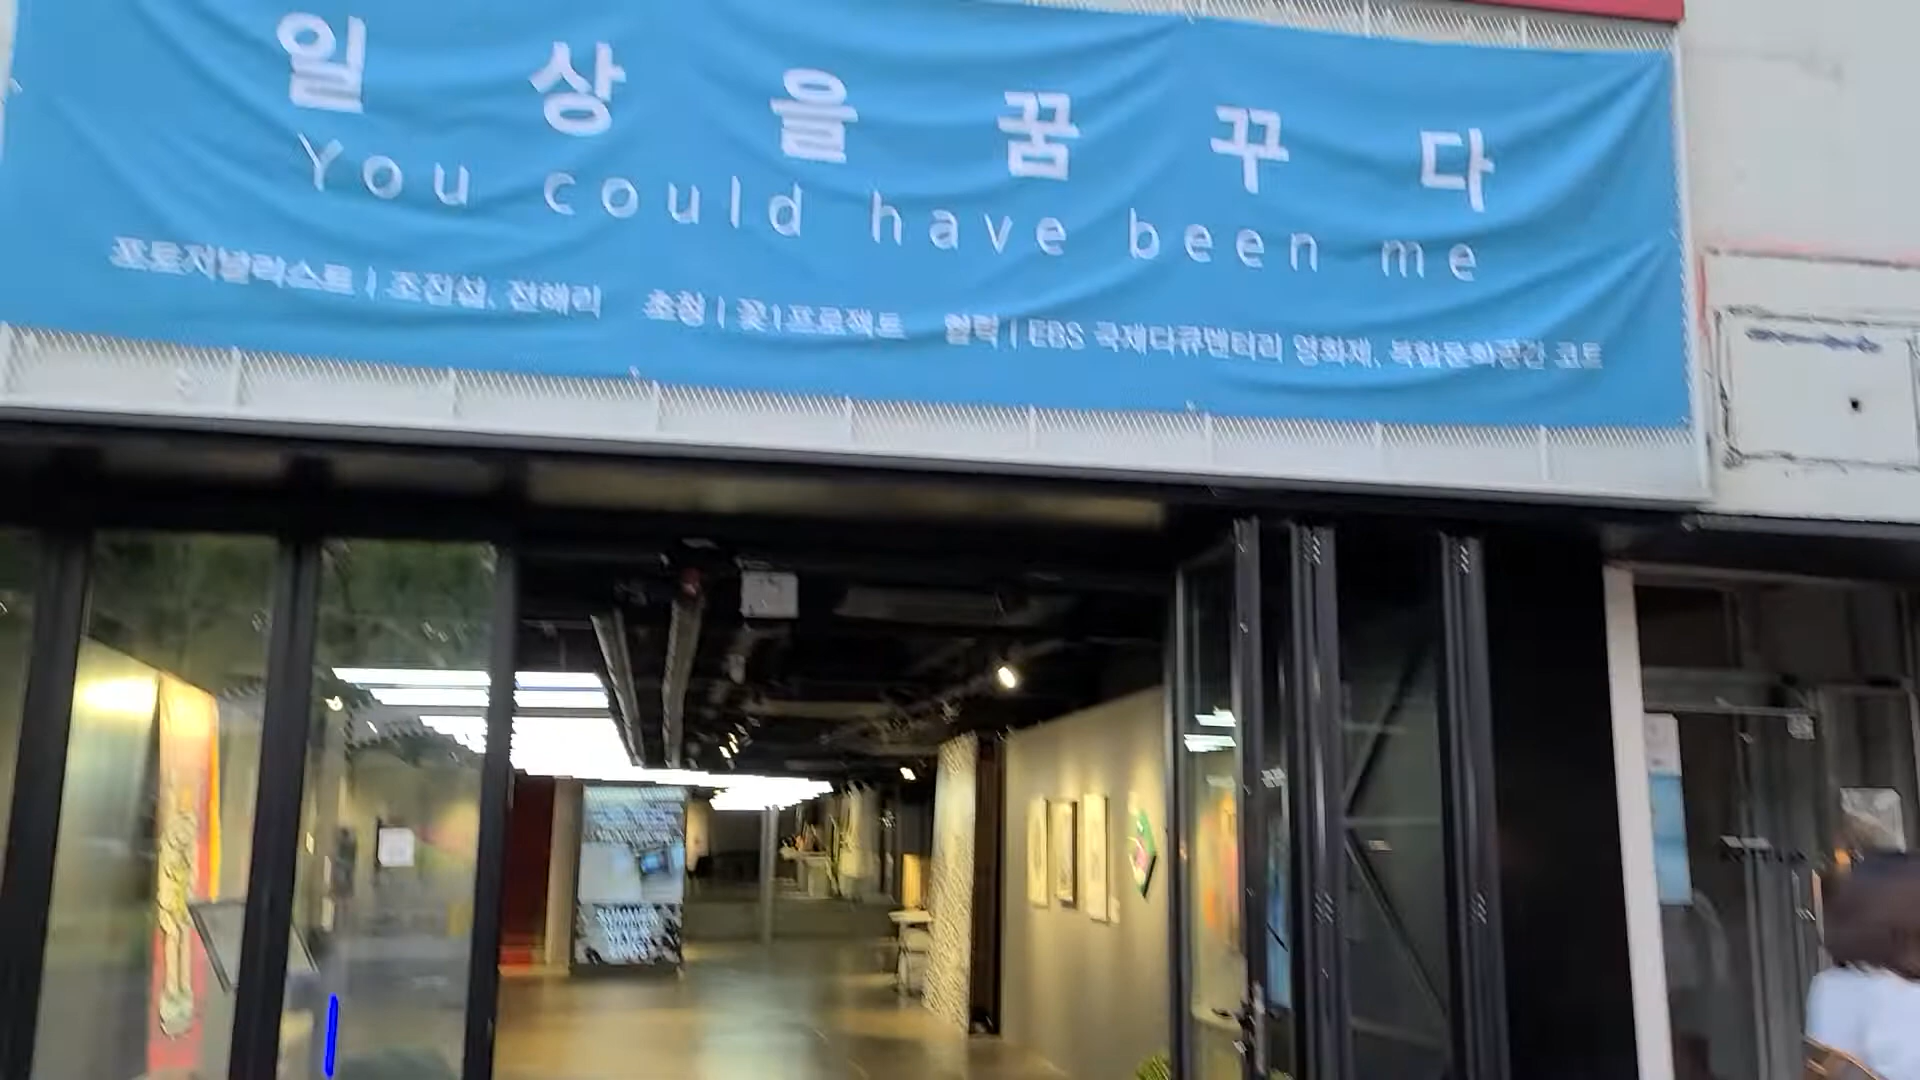 일상을꿈꾸다
You could have been me
포토저널리스트 | 조진섭, 전해리 초청 | 꽃1프로젝트 협력 | EBS 국제다큐멘터리 영화제, 복합문화공간 코트